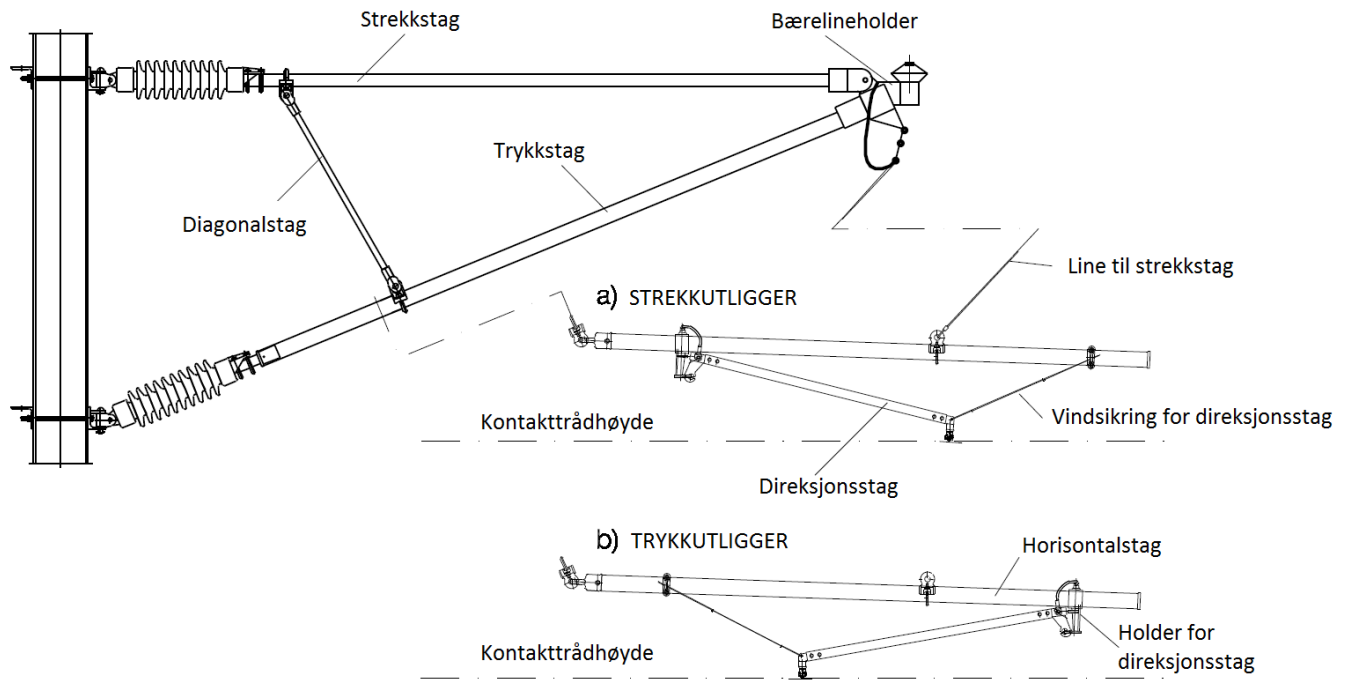 Strekkstag
Bærelineholder
Trykkstag
Diagonalstag
Line til strekkstag
a) STREKKUTLIGGER
Kontakttrådhøyde
Vindsikring for direksjonsstag
Direksjonsstag
b) TRYKKUTLIGGER
Horisontalstag
Holder for
direksjonsstag
Kontakttrådhøyde